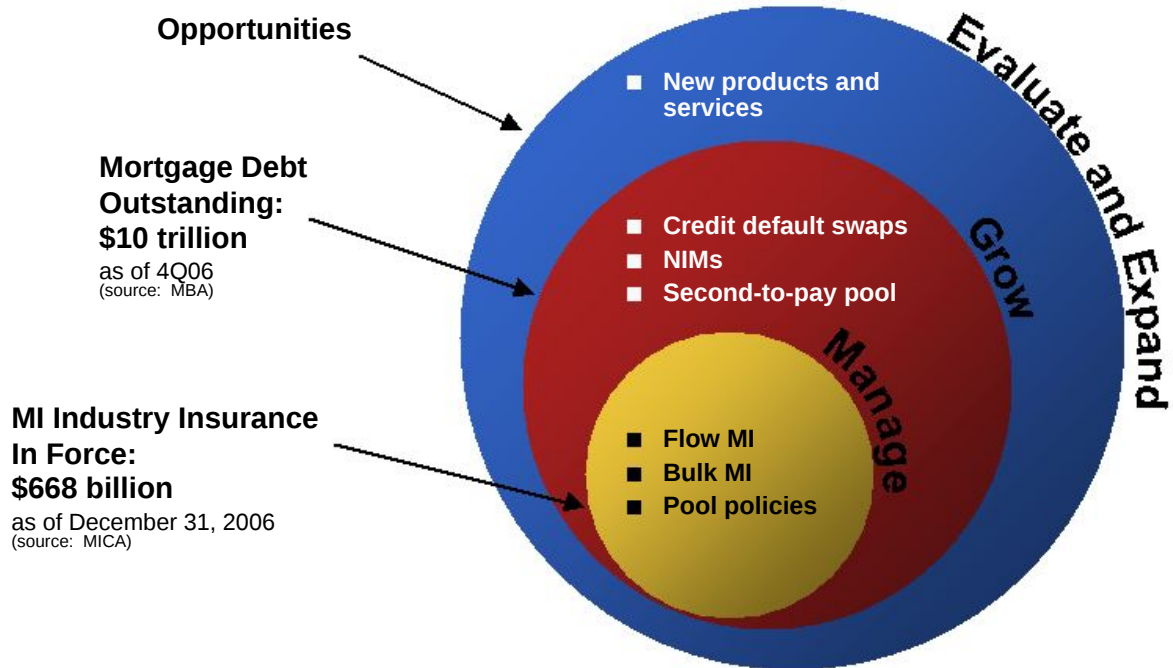 Opportunities
Mortgage Debt
Outstanding:
$10 trillion
as of 4Q06
(source: MBA)
MI Industry Insurance
In Force:
$668 billion
as of December 31, 2006
(source: MICA)
■ New products and
services
■ Credit default swaps
■ NIMs
■ Second-to-pay pool
■ Flow MI
■ Bulk MI
■ Pool policies
Evaluate and Expand
Grow
Manage